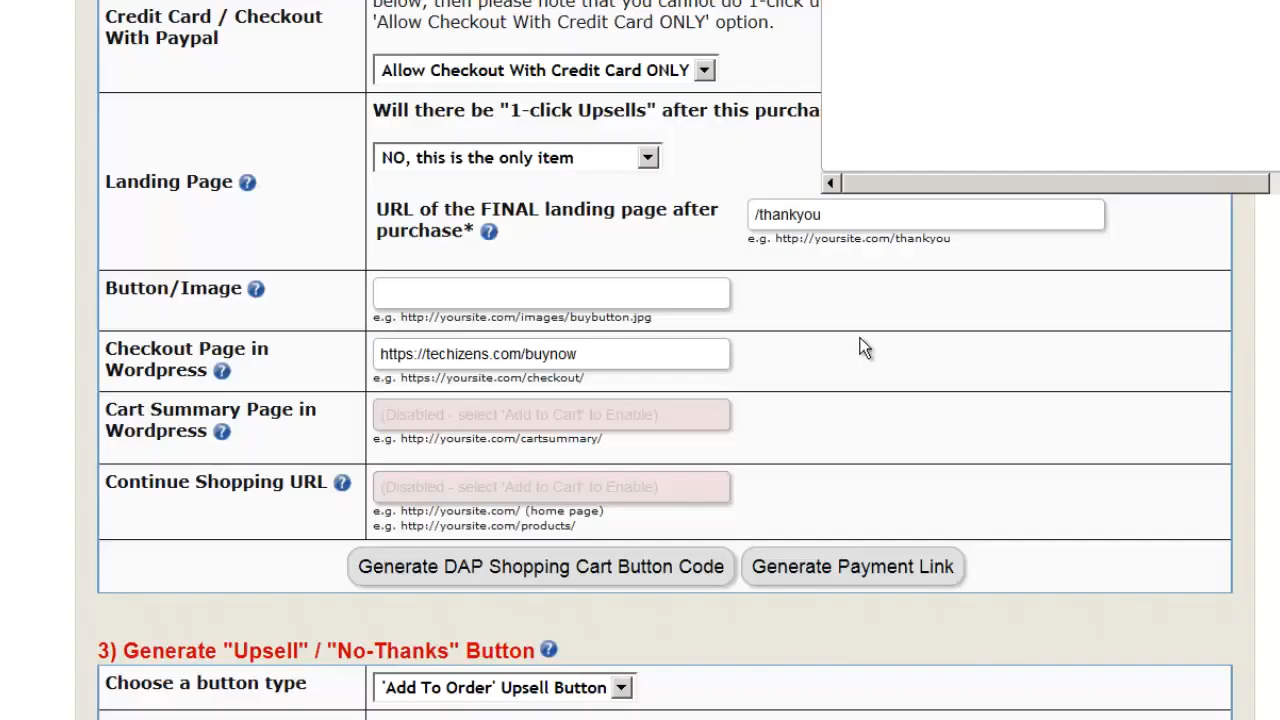 Credit Card / Checkout
With Paypal
below, then please note that you cannot do 1-click u
'Allow Checkout With Credit Card ONLY' option.
Allow Checkout With Credit Card ONLY
Landing Page
Will there be "1-click Upsells" after this purcha
NO, this is the only item
URL of the FINAL landing page after
purchase*
/thankyou
e.g. http://yoursite.com/thankyou
Button/Image
e.g. http://yoursite.com/images/buybutton.jpg
Checkout Page in
Wordpress
https://techizens.com/buynow
e.g. https://yoursite.com/checkout/
Cart Summary Page in
Wordpress
(Disabled - select 'Add to Cart' to Enable)
e.g. http://yoursite.com/cartsummary/
Continue Shopping URL
(Disabled - select 'Add to Cart' to Enable)
e.g. http://yoursite.com/ (home page)
e.g. http://yoursite.com/products/
Generate DAP Shopping Cart Button Code
Generate Payment Link
3) Generate "Upsell" / "No-Thanks" Button
Choose a button type
'Add To Order' Upsell Button